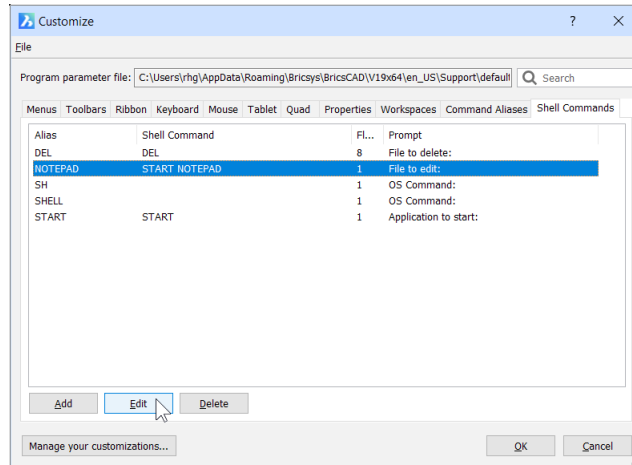 Customize
File
Program parameter file: C:\Users\rhg\AppData\Roaming\Bricsys\BricsCAD\V19x64\en_US\Support\default Search
Menus Toolbars Ribbon Keyboard Mouse Tablet Quad Properties Workspaces Command Aliases Shell Commands
Alias Shell Command Fl... Prompt
DEL DEL 8 File to delete:
NOTEPAD START NOTEPAD 1 File to edit:
SH 1 OS Command:
SHELL 1 OS Command:
START START 1 Application to start:
Add Edit Delete
Manage your customizations... OK Cancel